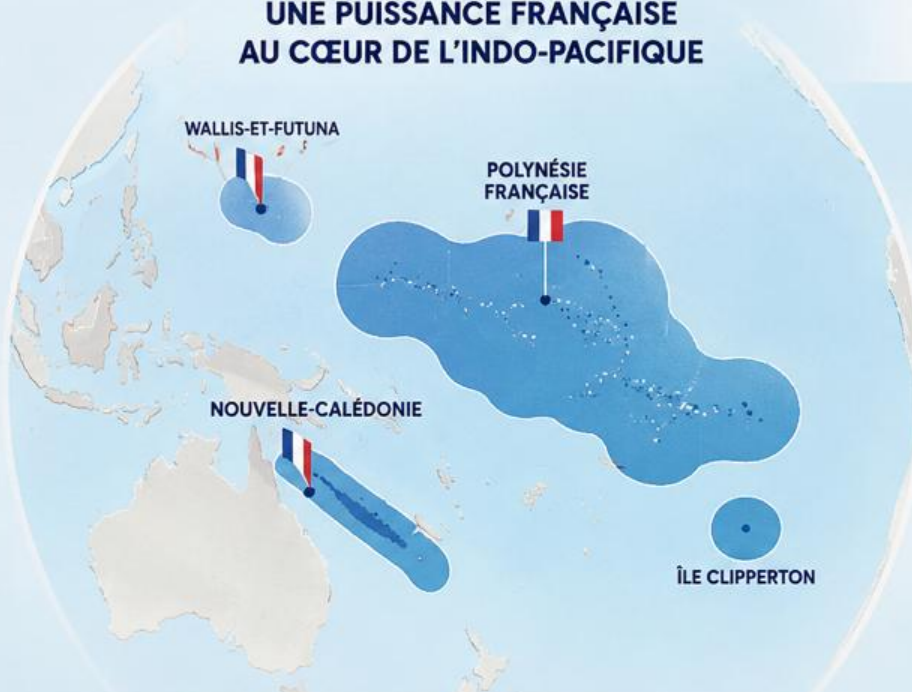 UNE PUISSANCE FRANÇAISE
AU CŒUR DE L'INDO-PACIFIQUE
WALLIS-ET-FUTUNA
POLYNÉSIE
FRANÇAISE
NOUVELLE-CALÉDONIE
ÎLE CLIPPERTON